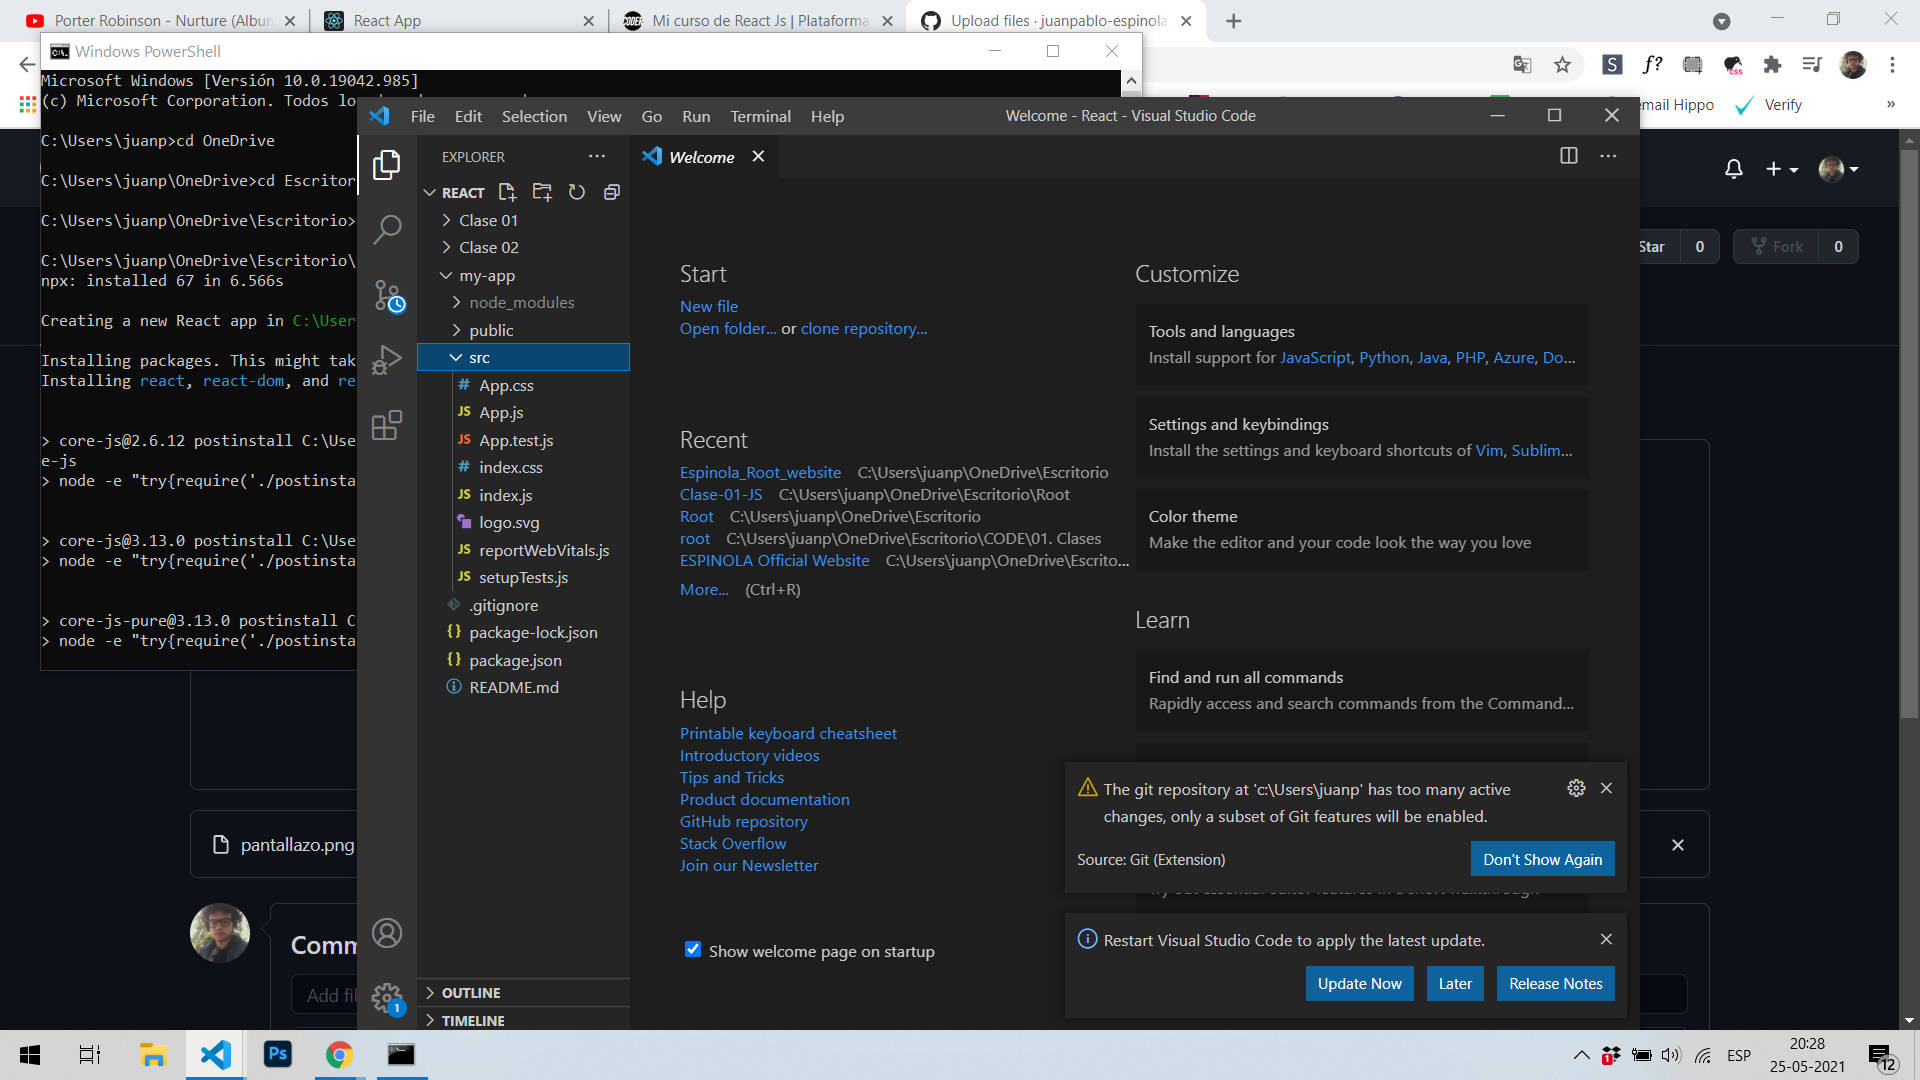 Porter Robinson - Nurture (Albun
React App
Mi curso de React Js | Plataforma
Upload files · juanpablo-espinola
Windows PowerShell
Microsoft Windows [Versión 10.0.19042.985]
(c) Microsoft Corporation. Todos lo
email Hippo
Verify
»
C:\Users\juanp>cd OneDrive
C:\Users\juanp\OneDrive>cd Escritor
C:\Users\juanp\OneDrive\Escritorio>
C:\Users\juanp\OneDrive\Escritorio\
npx: installed 67 in 6.566s
Creating a new React app in C:\User
Installing packages. This might tak
Installing react, react-dom, and re
> core-js@2.6.12 postinstall C:\Use
e-js
> node -e "try{require('./postinsta
> core-js@3.13.0 postinstall C:\Use
> node -e "try{require('./postinsta
> core-js-pure@3.13.0 postinstall C
> node -e "try{require('./postinsta
File Edit Selection View Go Run Terminal Help
Welcome - React - Visual Studio Code
EXPLORER
REACT
Clase 01
Clase 02
my-app
node_modules
public
src
# App.css
JS App.js
JS App.test.js
# index.css
JS index.js
logo.svg
JS reportWebVitals.js
JS setupTests.js
.gitignore
{} package-lock.json
{} package.json
README.md
OUTLINE
TIMELINE
1
Welcome
Start
New file
Open folder... or clone repository...
Recent
Espinola_Root_website C:\Users\juanp\OneDrive\Escritorio
Clase-01-JS C:\Users\juanp\OneDrive\Escritorio\Root
Root C:\Users\juanp\OneDrive\Escritorio
root C:\Users\juanp\OneDrive\Escritorio\CODE\01. Clases
ESPINOLA Official Website C:\Users\juanp\OneDrive\Escrito...
More... (Ctrl+R)
Help
Printable keyboard cheatsheet
Introductory videos
Tips and Tricks
Product documentation
GitHub repository
Stack Overflow
Join our Newsletter
Show welcome page on startup
Customize
Tools and languages
Install support for JavaScript, Python, Java, PHP, Azure, Do...
Settings and keybindings
Install the settings and keyboard shortcuts of Vim, Sublim...
Color theme
Make the editor and your code look the way you love
Learn
Find and run all commands
Rapidly access and search commands from the Command...
The git repository at 'c:\Users\juanp' has too many active
changes, only a subset of Git features will be enabled.
Source: Git (Extension)
Don't Show Again
Restart Visual Studio Code to apply the latest update.
Update Now
Later
Release Notes
Star 0
Fork 0
pantallazo.png
Comm
Add fil
Ps
1
ESP
20:28
25-05-2021
12